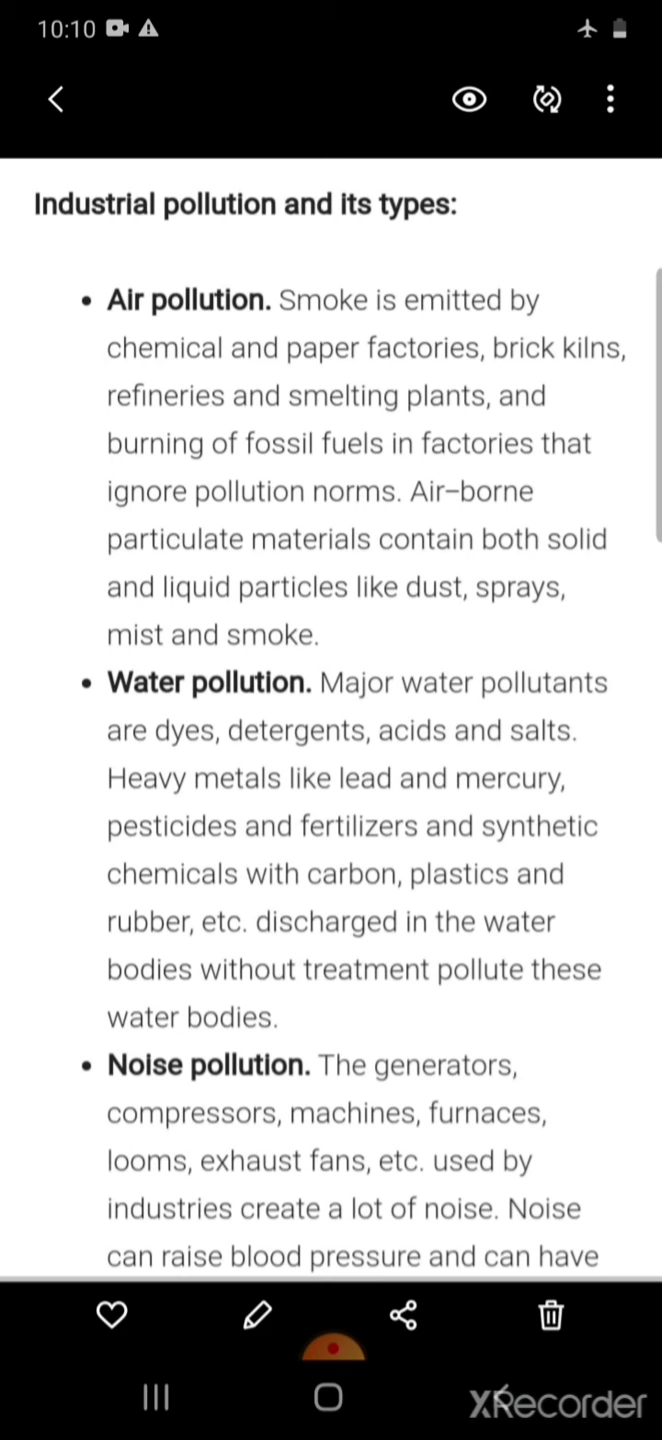 10:10
Industrial pollution and its types:
• Air pollution. Smoke is emitted by
chemical and paper factories, brick kilns,
refineries and smelting plants, and
burning of fossil fuels in factories that
ignore pollution norms. Air–borne
particulate materials contain both solid
and liquid particles like dust, sprays,
mist and smoke.
• Water pollution. Major water pollutants
are dyes, detergents, acids and salts.
Heavy metals like lead and mercury,
pesticides and fertilizers and synthetic
chemicals with carbon, plastics and
rubber, etc. discharged in the water
bodies without treatment pollute these
water bodies.
• Noise pollution. The generators,
compressors, machines, furnaces,
looms, exhaust fans, etc. used by
industries create a lot of noise. Noise
can raise blood pressure and can have
XRecorder